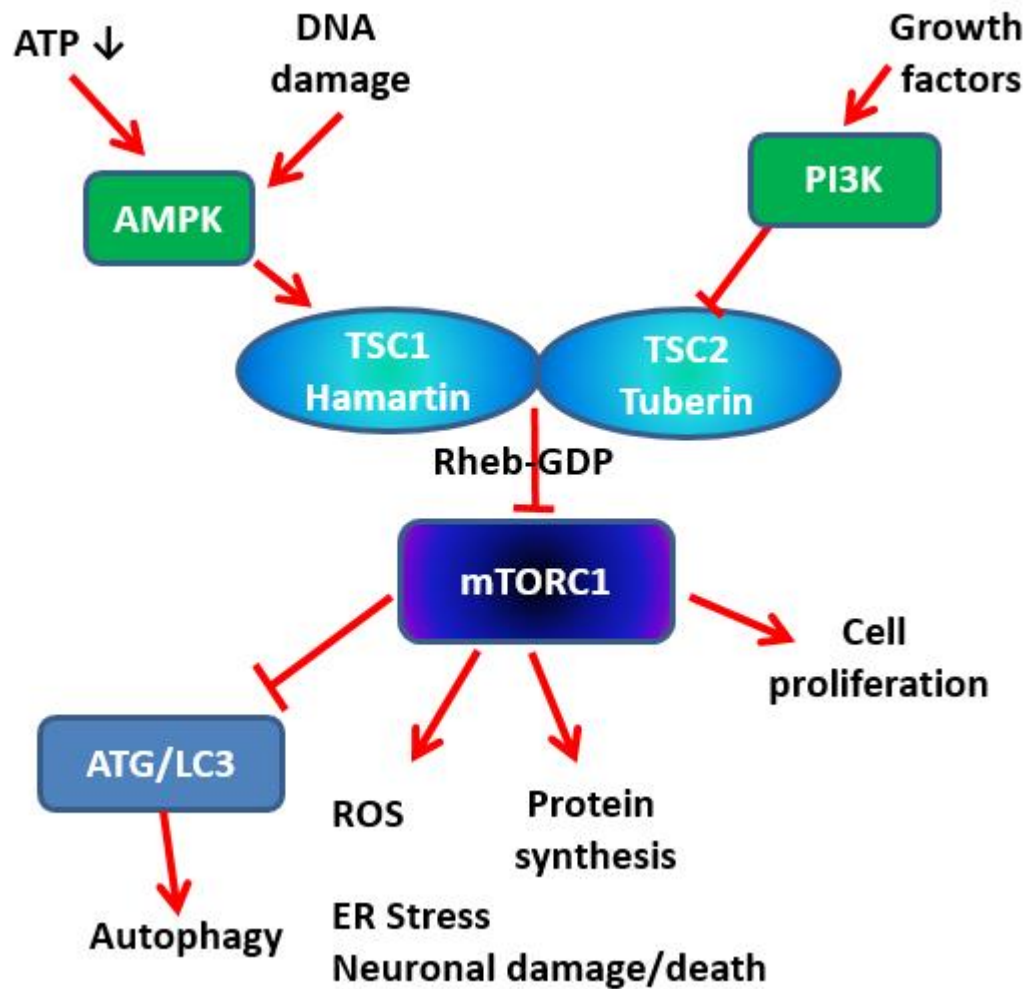 ATP ↓
DNA
damage
Growth
factors
AMPK
PI3K
TSC1
Hamartin
TSC2
Tuberin
Rheb-GDP
mTORC1
Cell
proliferation
ATG/LC3
ROS
Protein
synthesis
Autophagy
ER Stress
Neuronal damage/death